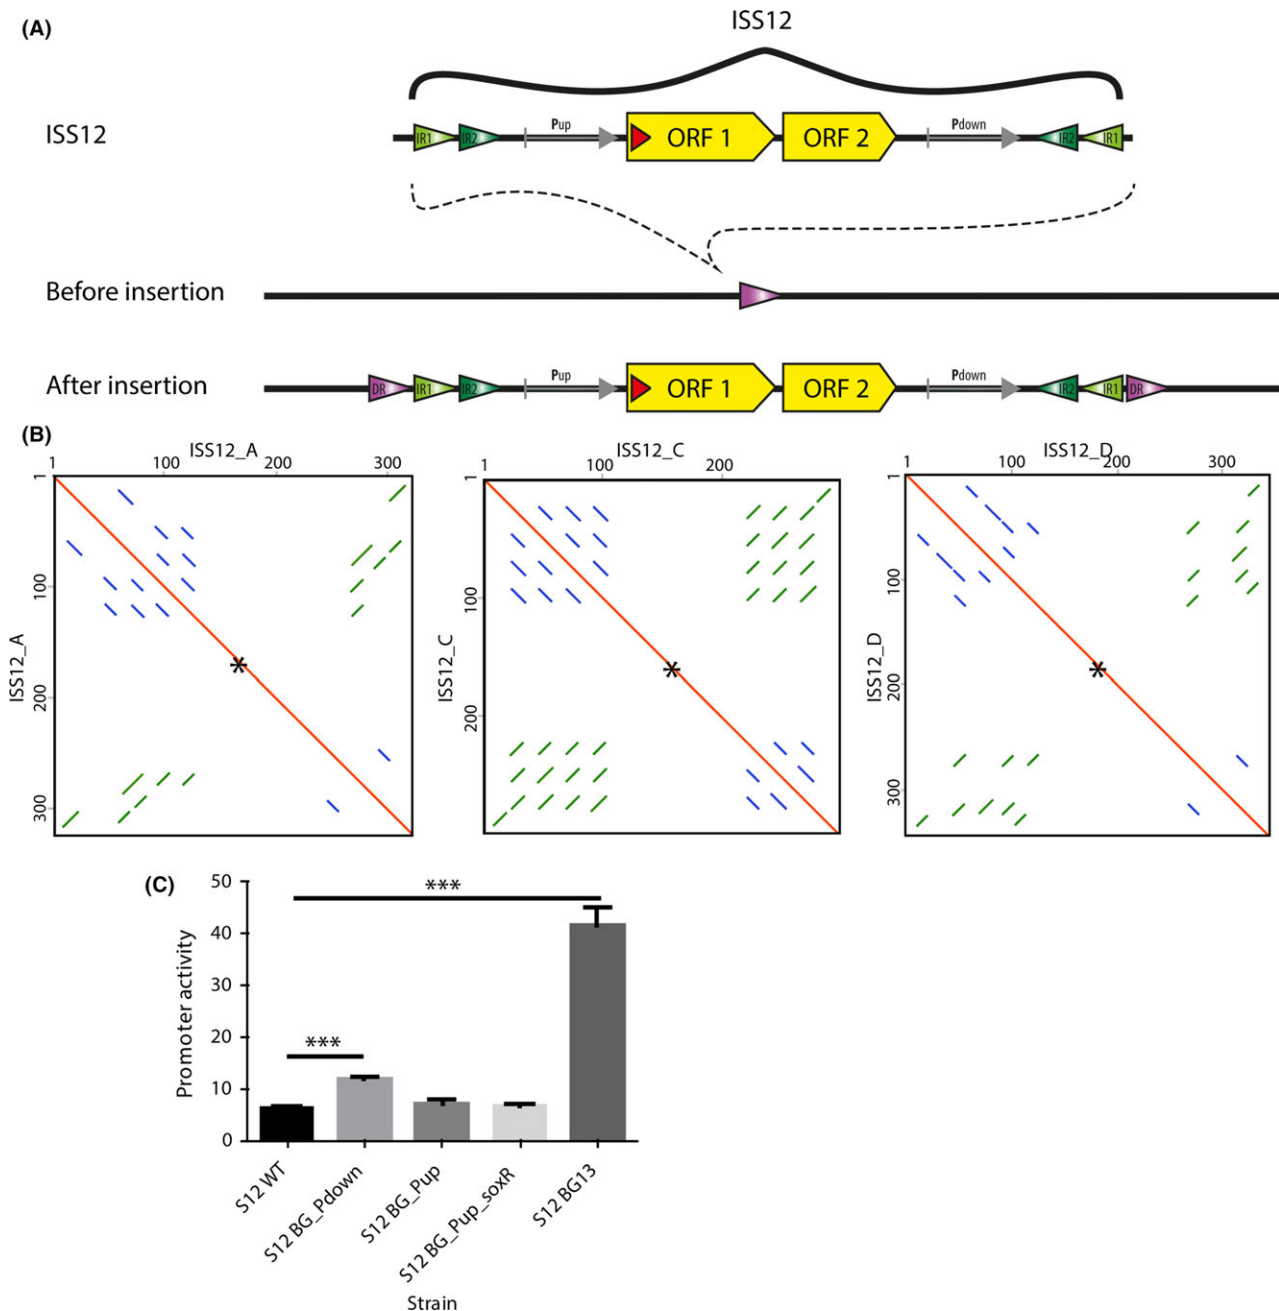 (A)
ISS12
ISS12
IR1 IR2 Pup ORF 1 ORF 2 Pdown IR2 IR1
Before insertion
After insertion
DR IR1 IR2 Pup ORF 1 ORF 2 Pdown IR2 IR1 DR
(B)
ISS12_A
1 100 200 300
ISS12_A
100
200
300
ISS12_C
1 100 200
1
ISS12_C
100
200
ISS12_D
1 100 200 300
1
ISS12_D
100
200
300
*
*
*
(C)
Promoter activity
50
40
30
20
10
0
***
***
S12 WT
S12 BG_Pdown
S12 BG_Pup
S12 BG_Pup_soxR
S12 BG13
Strain